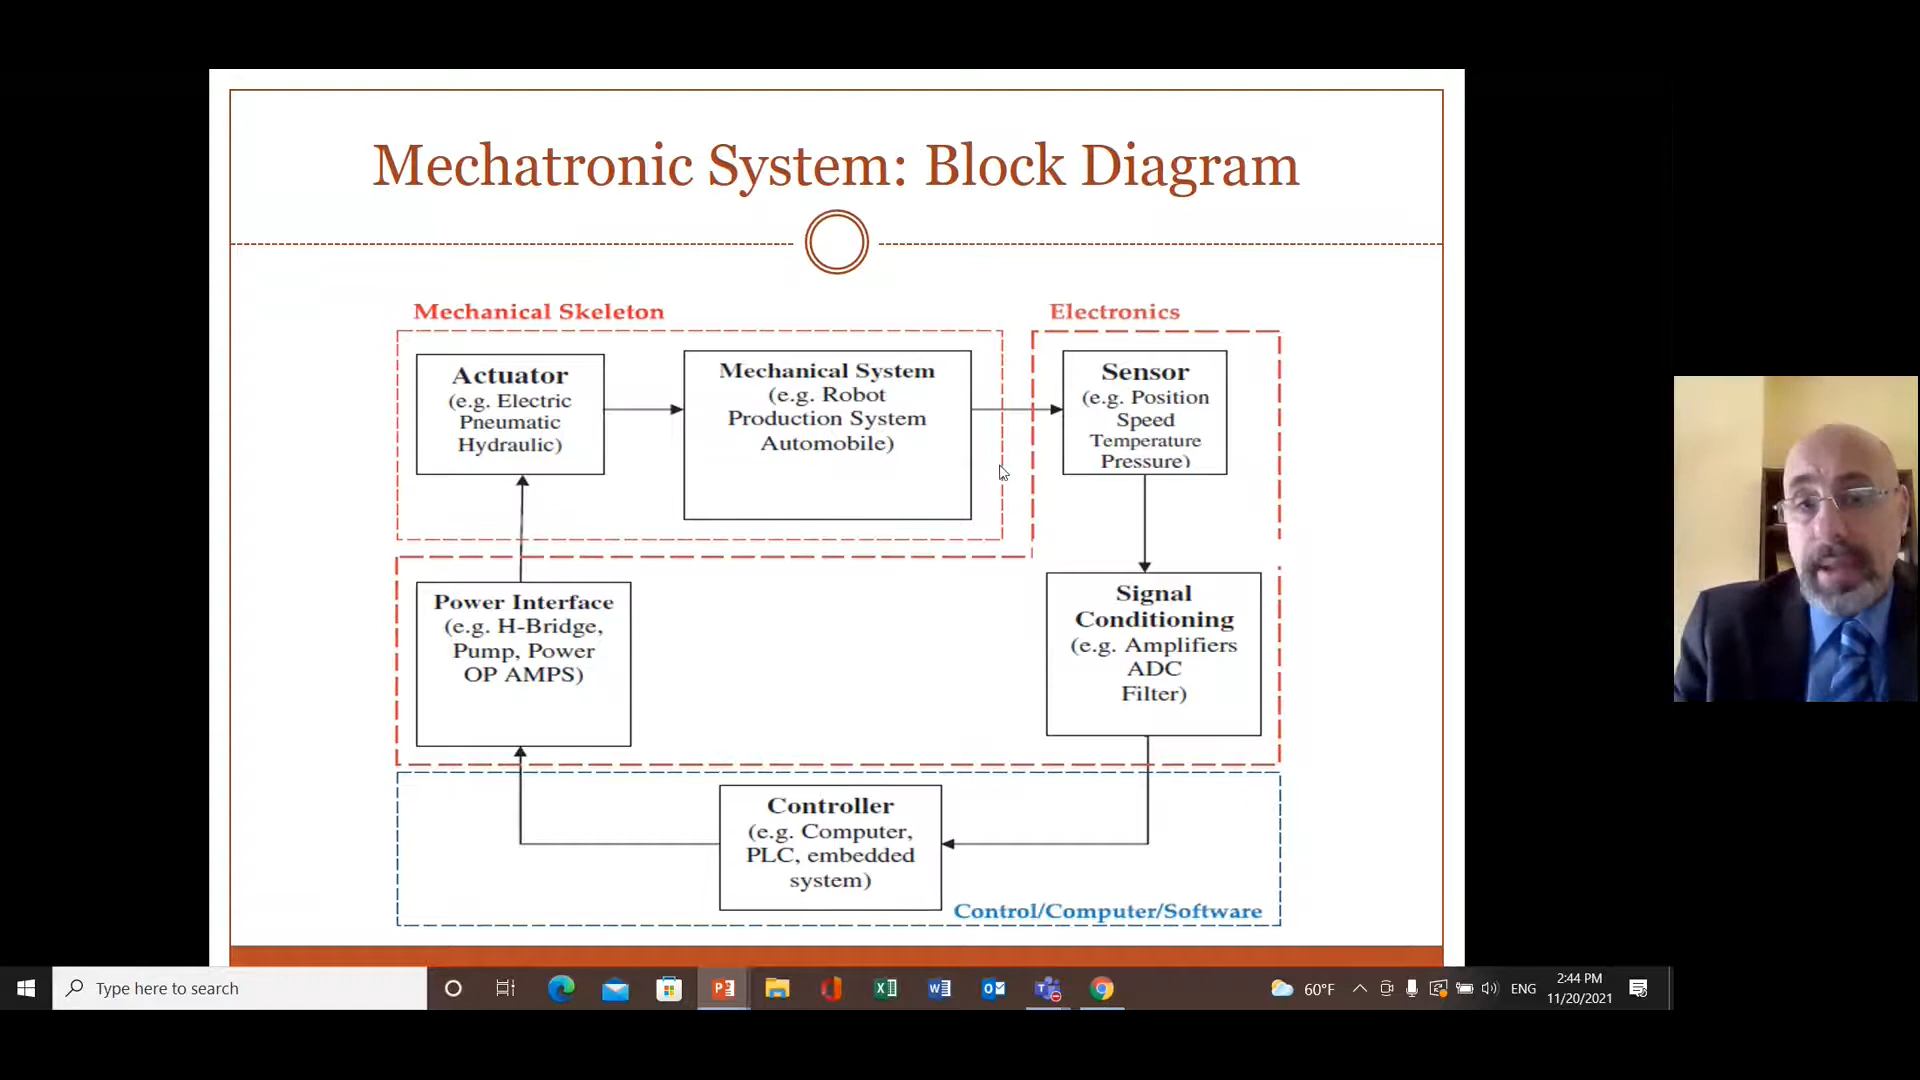 Mechatronic System: Block Diagram
Mechanical Skeleton
Electronics
Actuator
(e.g. Electric
Pneumatic
Hydraulic)
Mechanical System
(e.g. Robot
Production System
Automobile)
Sensor
(e.g. Position
Speed
Temperature
Pressure)
Power Interface
(e.g. H-Bridge,
Pump, Power
OP AMPS)
Signal
Conditioning
(e.g. Amplifiers
ADC
Filter)
Controller
(e.g. Computer,
PLC, embedded
system)
Control/Computer/Software
Type here to search
60°F
ENG
2:44 PM
11/20/2021